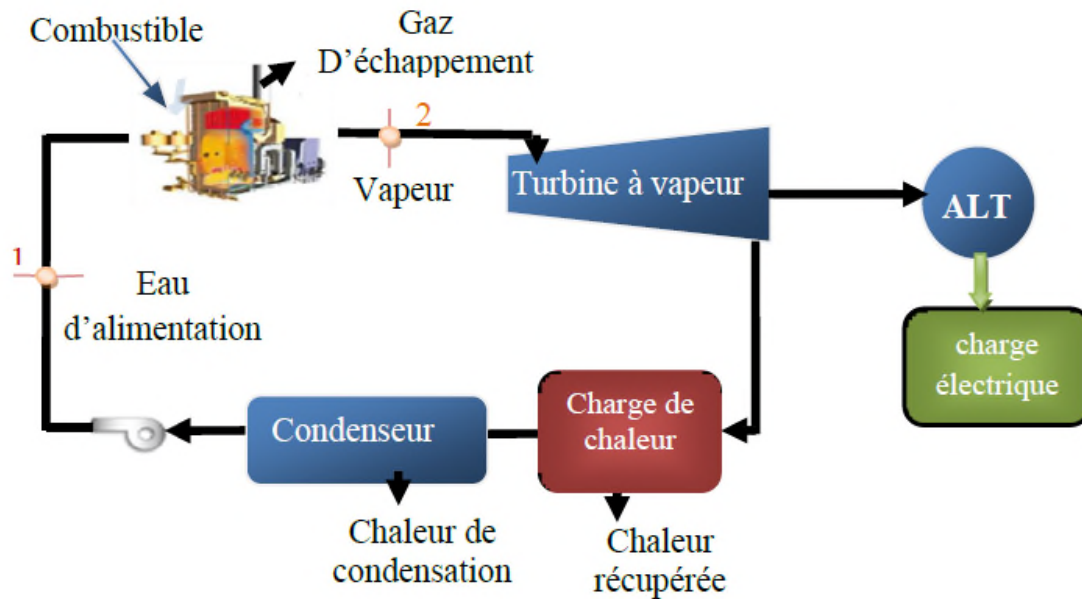 Combustible
Gaz
D'échappement
2
Vapeur
Turbine à vapeur
ALT
1
Eau
d'alimentation
charge
électrique
Condenseur
Charge de
chaleur
Chaleur de
condensation
Chaleur
récupérée